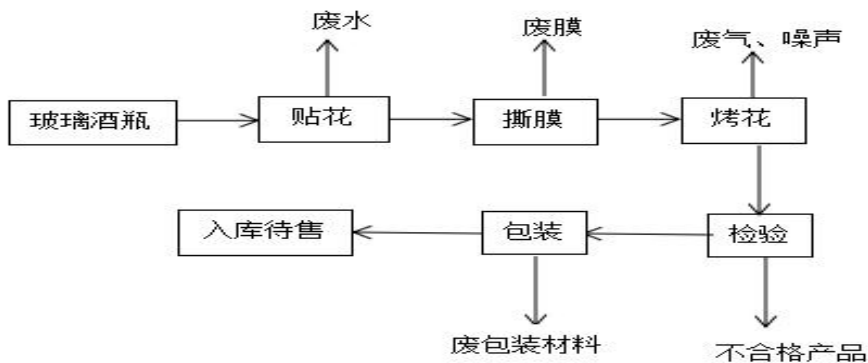 废水
废膜
废气、噪声
玻璃酒瓶
贴花
撕膜
烤花
入库待售
包装
检验
废包装材料
不合格产品